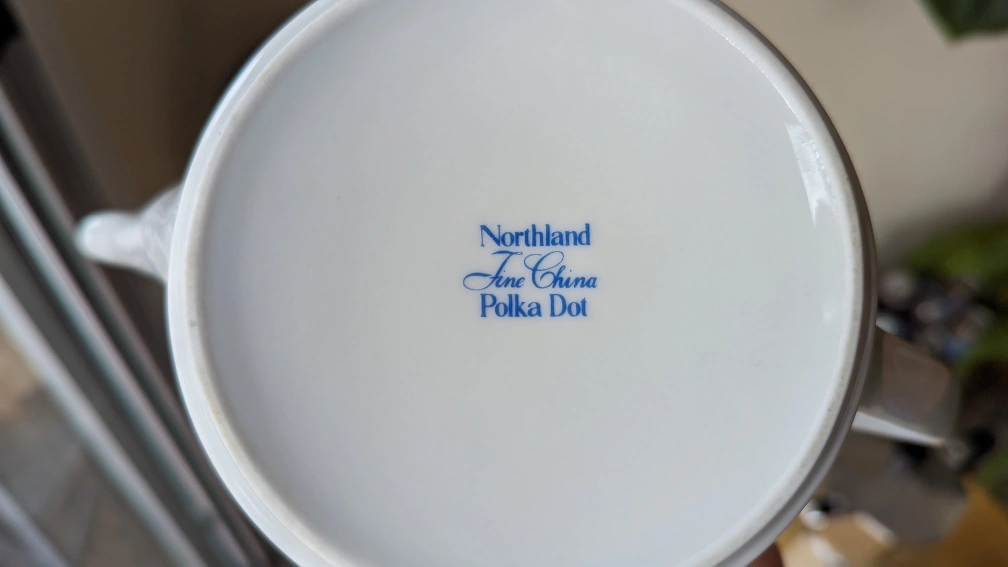 Northland
Fine China
Polka Dot